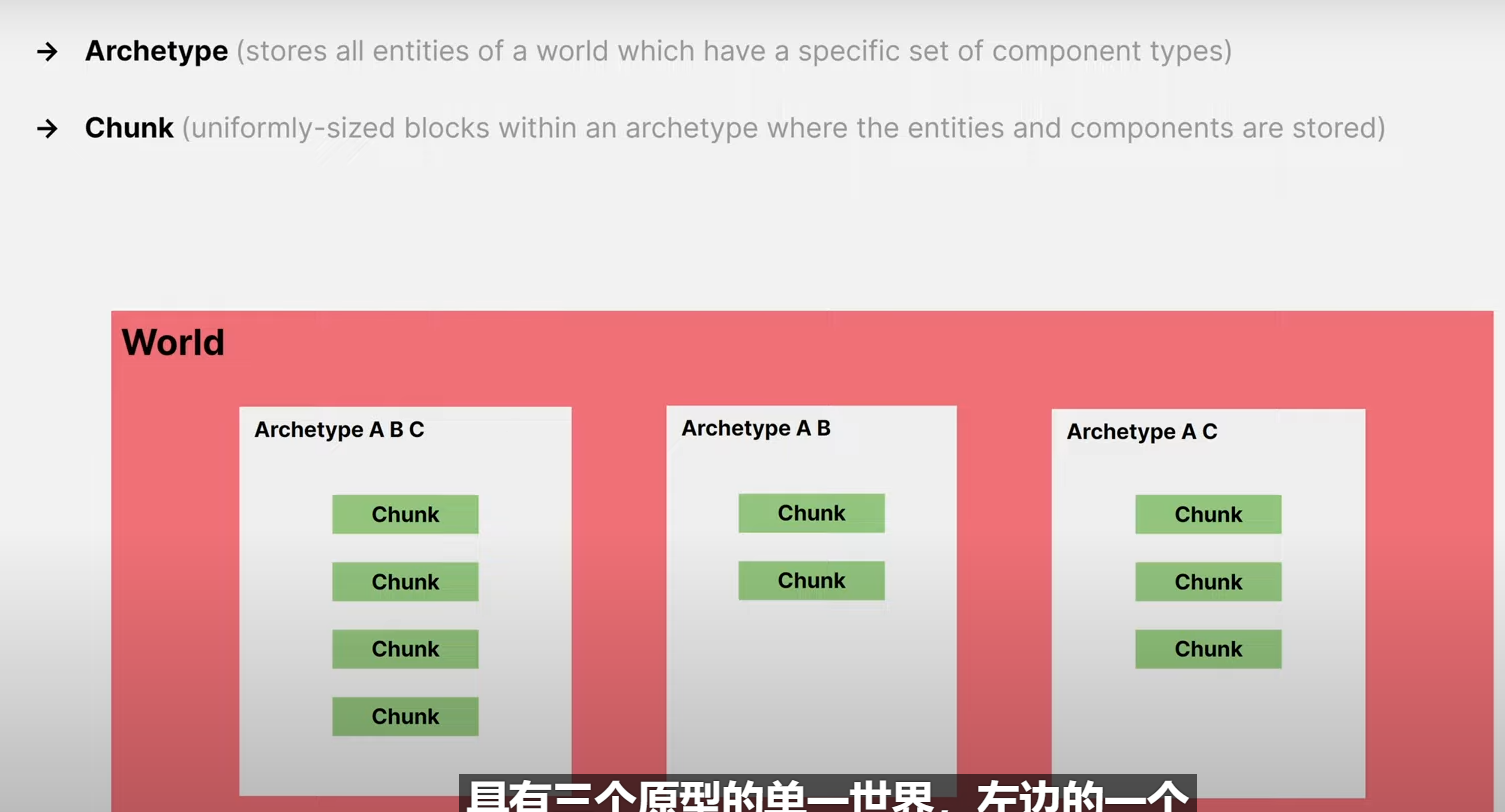 → Archetype (stores all entities of a world which have a specific set of component types)
→ Chunk (uniformly-sized blocks within an archetype where the entities and components are stored)
World
Archetype A B C
Chunk
Chunk
Chunk
Chunk
Archetype A B
Chunk
Chunk
Archetype A C
Chunk
Chunk
Chunk
具有三个原型的单一世界，左边的一个